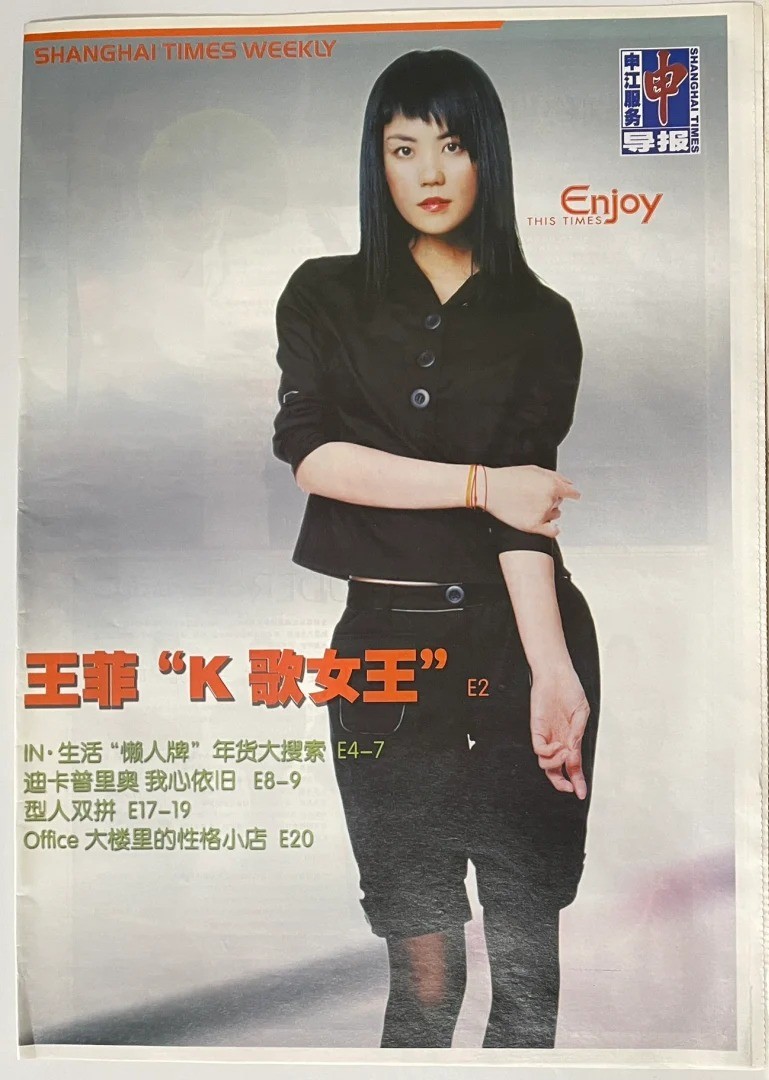 SHANGHAI TIMES WEEKLY
申江服务
申
导报
SHANGHAI TIMES
Enjoy
THIS TIMES
王菲 “K 歌女王” E2
IN·生活 “懒人牌” 年货大搜索 E4-7
迪卡普里奥 我心依旧 E8-9
型人双拼 E17-19
Office 大楼里的性格小店 E20